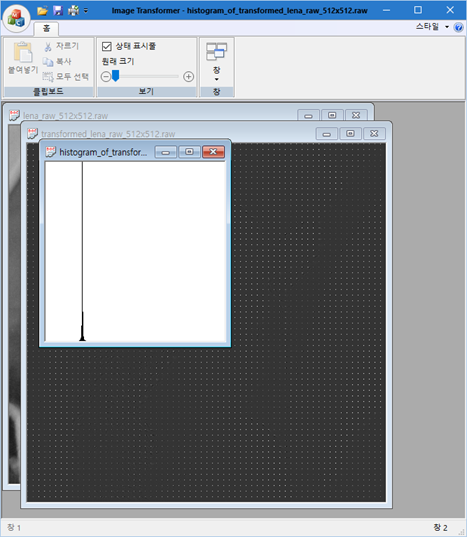 Image Transformer - histogram_of_transformed_lena_raw_512x512.raw
홈
스타일
붙여넣기
자르기
복사
모두 선택
클립보드
상태 표시줄
원래 크기
보기
창
창
lena_raw_512x512.raw
transformed_lena_raw_512x512.raw
histogram_of_transfor...
창 1
창 2